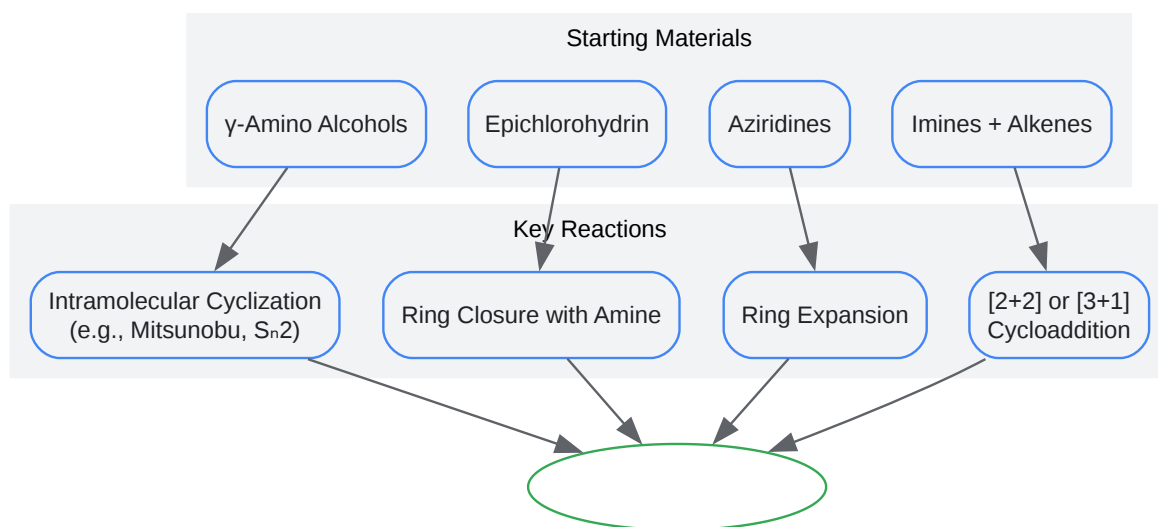 Starting Materials
γ-Amino Alcohols
Epichlorohydrin
Aziridines
Imines + Alkenes
Key Reactions
Intramolecular Cyclization
(e.g., Mitsunobu, Sₙ2)
Ring Closure with Amine
Ring Expansion
[2+2] or [3+1]
Cycloaddition